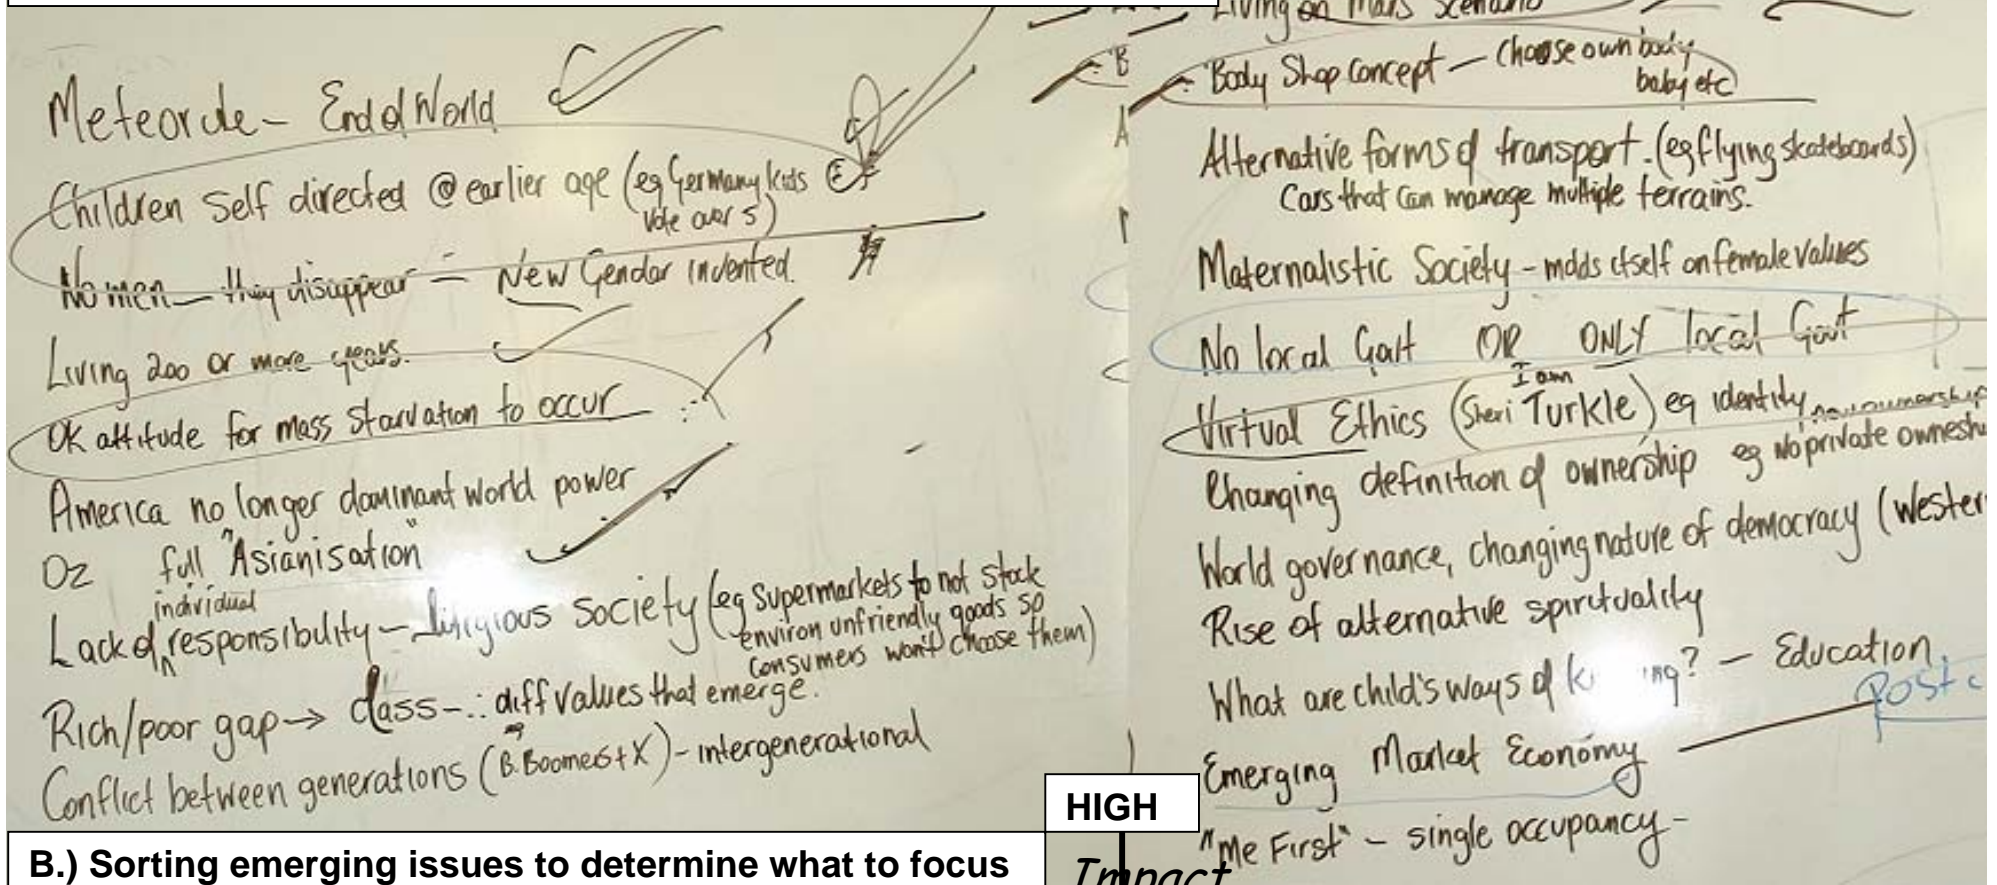 Meteorite - End of World
Children Self directed @ earlier age (eg Germany kids
vote over 5)
No men - they disappear - New Gender invented.
Living 200 or more years.
OK attitude for mass Starvation to occur
America no longer dominant world power
Oz full "Asianisation"
individual
Lack of responsibility - litigious Society (eg Supermarkets to not stock
environ unfriendly goods so
consumers won't choose them)
Rich/poor gap → class - ∴ diff values that emerge.
eg
Conflict between generations (B.Boomers + X) - intergenerational
B.) Sorting emerging issues to determine what to focus
HIGH
Impact
Living on Mars Scenario
'B
Body Shop concept - Choose own body
baby etc
A
Alternative forms of transport. (eg flying skateboards)
Cars that can manage multiple terrains.
Maternalistic Society - molds itself on female values
No local Govt OR ONLY local Govt
I am
Virtual Ethics (Sheri Turkle) eg identity
Changing definition of ownership eg No private
World governance, changing nature of democracy (
Rise of alternative spirituality
What are child's ways of ? - Education
Post
Emerging Market Economy
"Me First" - single occupancy -